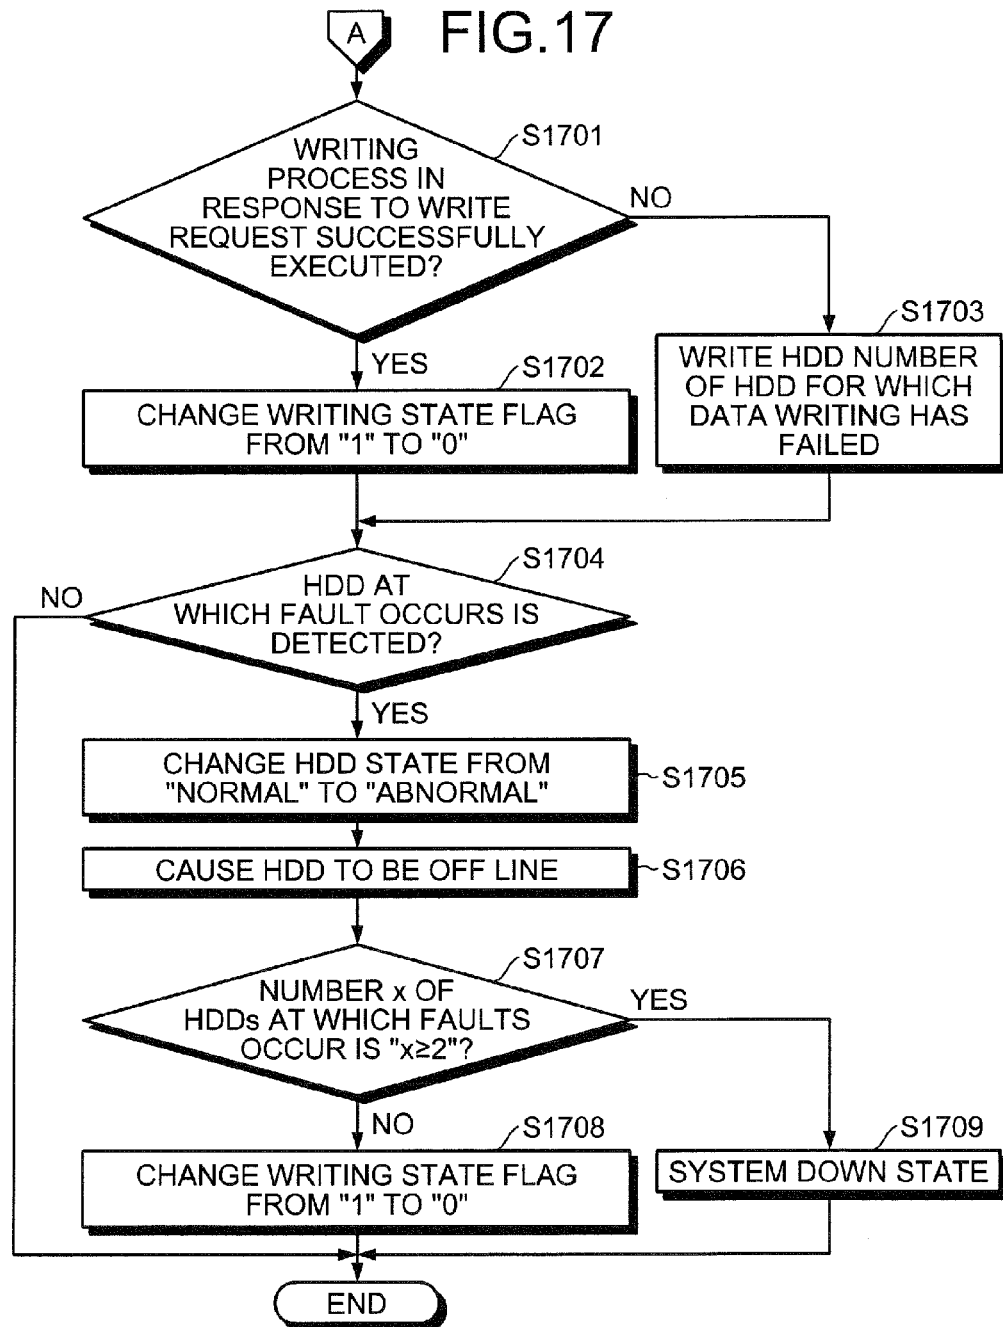 A
FIG.17
S1701
WRITING
PROCESS IN
RESPONSE TO WRITE
REQUEST SUCCESSFULLY
EXECUTED?
NO
YES
S1702
CHANGE WRITING STATE FLAG
FROM "1" TO "0"
S1703
WRITE HDD NUMBER
OF HDD FOR WHICH
DATA WRITING HAS
FAILED
S1704
HDD AT
WHICH FAULT OCCURS IS
DETECTED?
NO
YES
CHANGE HDD STATE FROM
"NORMAL" TO "ABNORMAL"
S1705
CAUSE HDD TO BE OFF LINE
S1706
S1707
NUMBER x OF
HDDs AT WHICH FAULTS
OCCUR IS "x≥2"?
YES
NO
S1708
CHANGE WRITING STATE FLAG
FROM "1" TO "0"
S1709
SYSTEM DOWN STATE
END